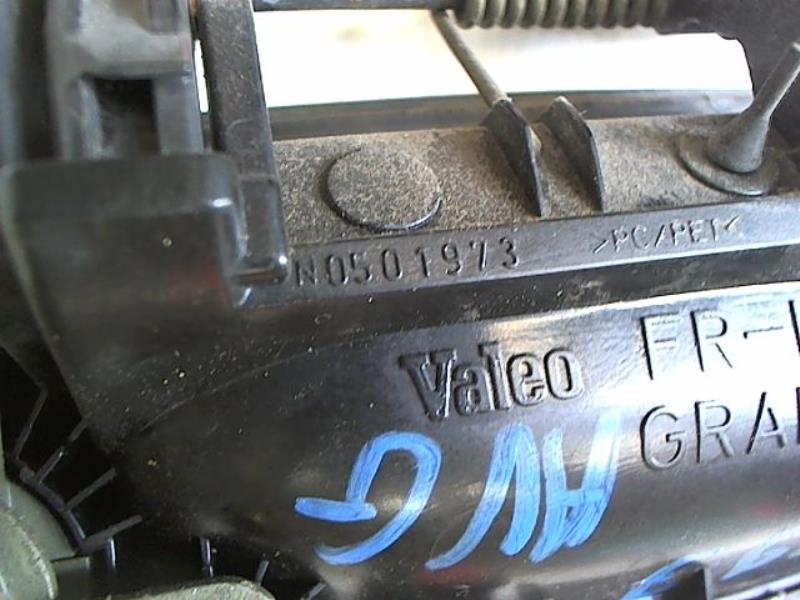 N0501973 >PC/PET<
Valeo FR-
GRA
AVG